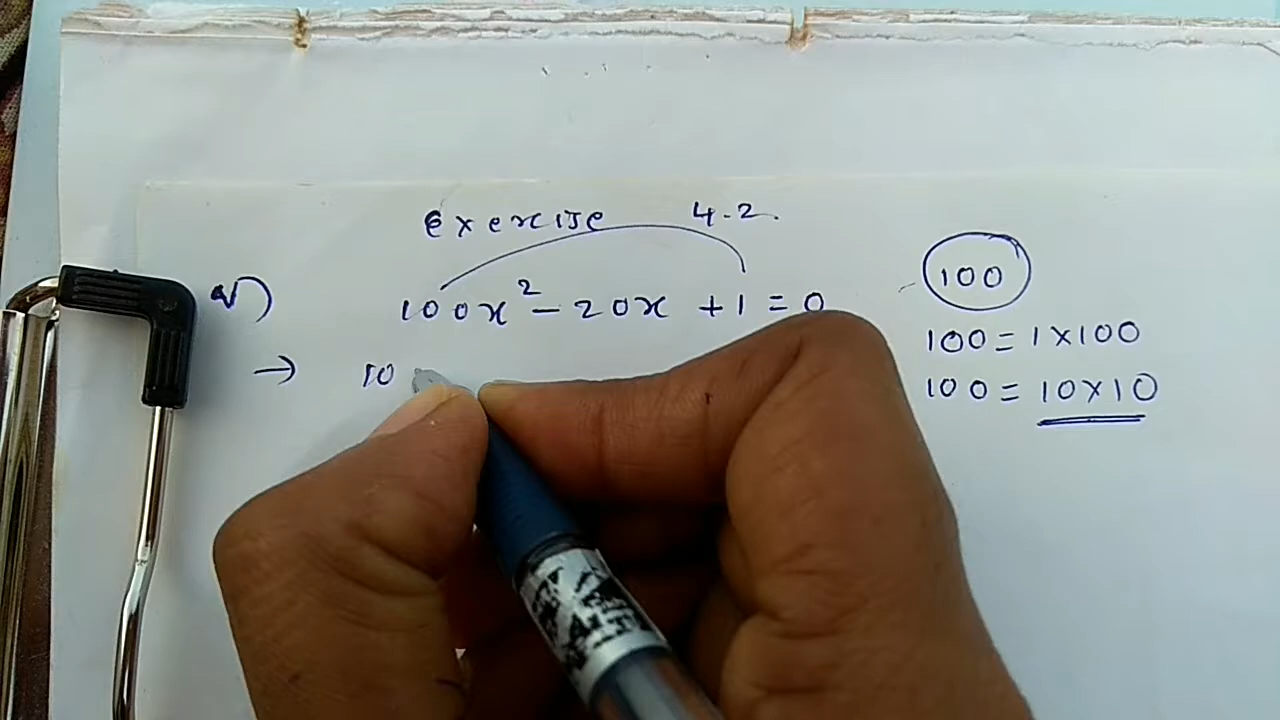 exercise 4.2.
v) 100x² - 20x + 1 = 0
→ 10
100
100 = 1 × 100
100 = 10 × 10